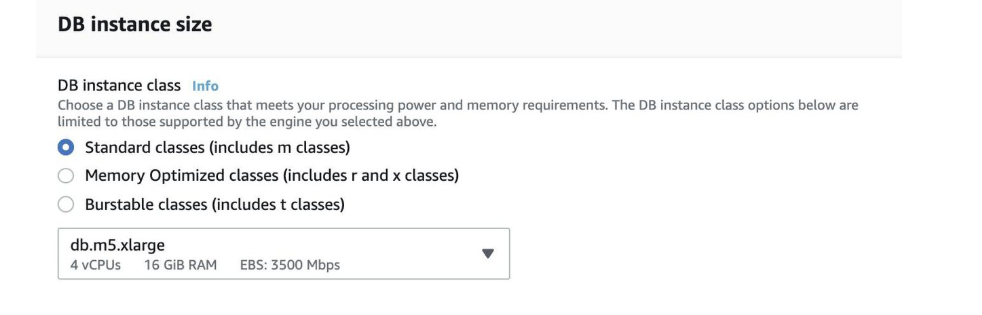 DB instance size
DB instance class Info
Choose a DB instance class that meets your processing power and memory requirements. The DB instance class options below are
limited to those supported by the engine you selected above.
Standard classes (includes m classes)
Memory Optimized classes (includes r and x classes)
Burstable classes (includes t classes)
db.m5.xlarge
4 vCPUs 16 GiB RAM EBS: 3500 Mbps